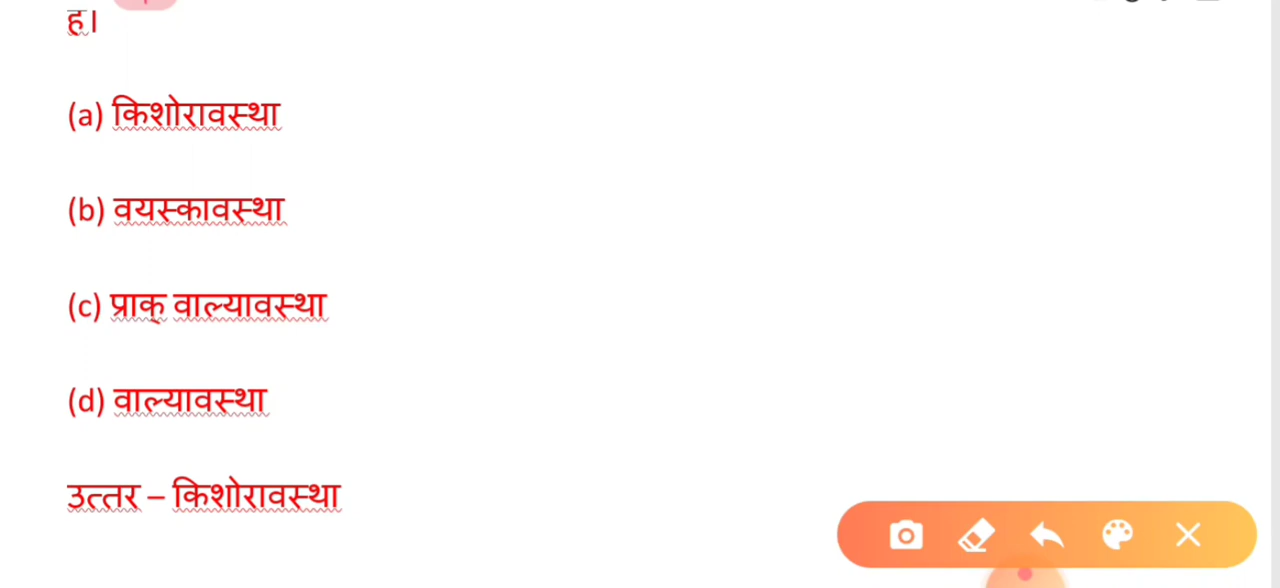 है।
(a) किशोरावस्था
(b) वयस्कावस्था
(c) प्राक् वाल्यावस्था
(d) वाल्यावस्था
उत्तर – किशोरावस्था